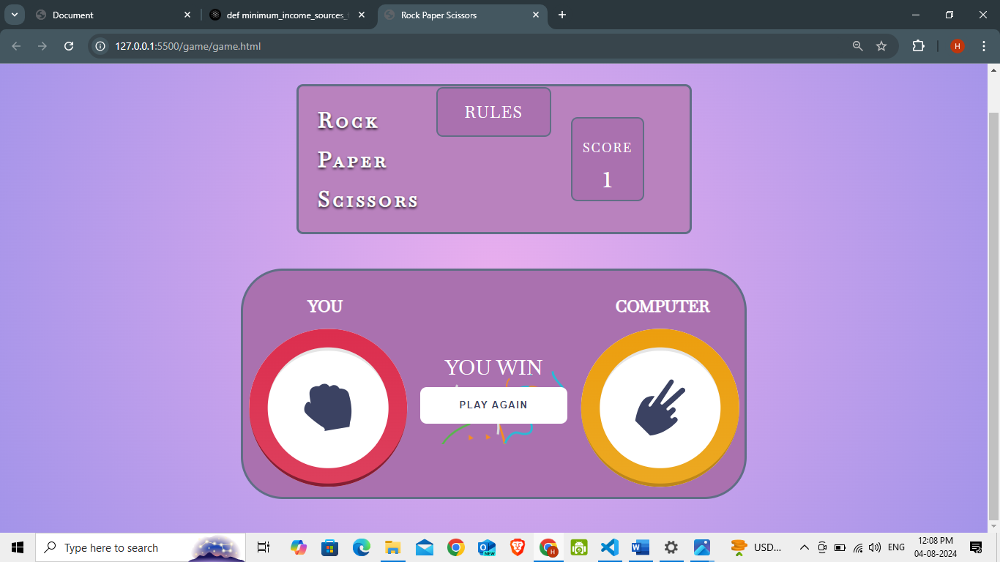 Document
def minimum_income_sources_
Rock Paper Scissors
127.0.0.1:5500/game/game.html
H
Rock
Paper
Scissors
RULES
SCORE
1
YOU
COMPUTER
YOU WIN
PLAY AGAIN
Type here to search
NEW
H
USD...
ENG
12:08 PM
04-08-2024